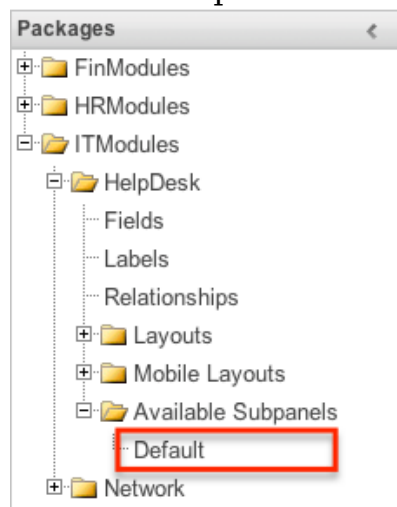 Packages
FinModules
HRModules
ITModules
HelpDesk
Fields
Labels
Relationships
Layouts
Mobile Layouts
Available Subpanels
Default
Network